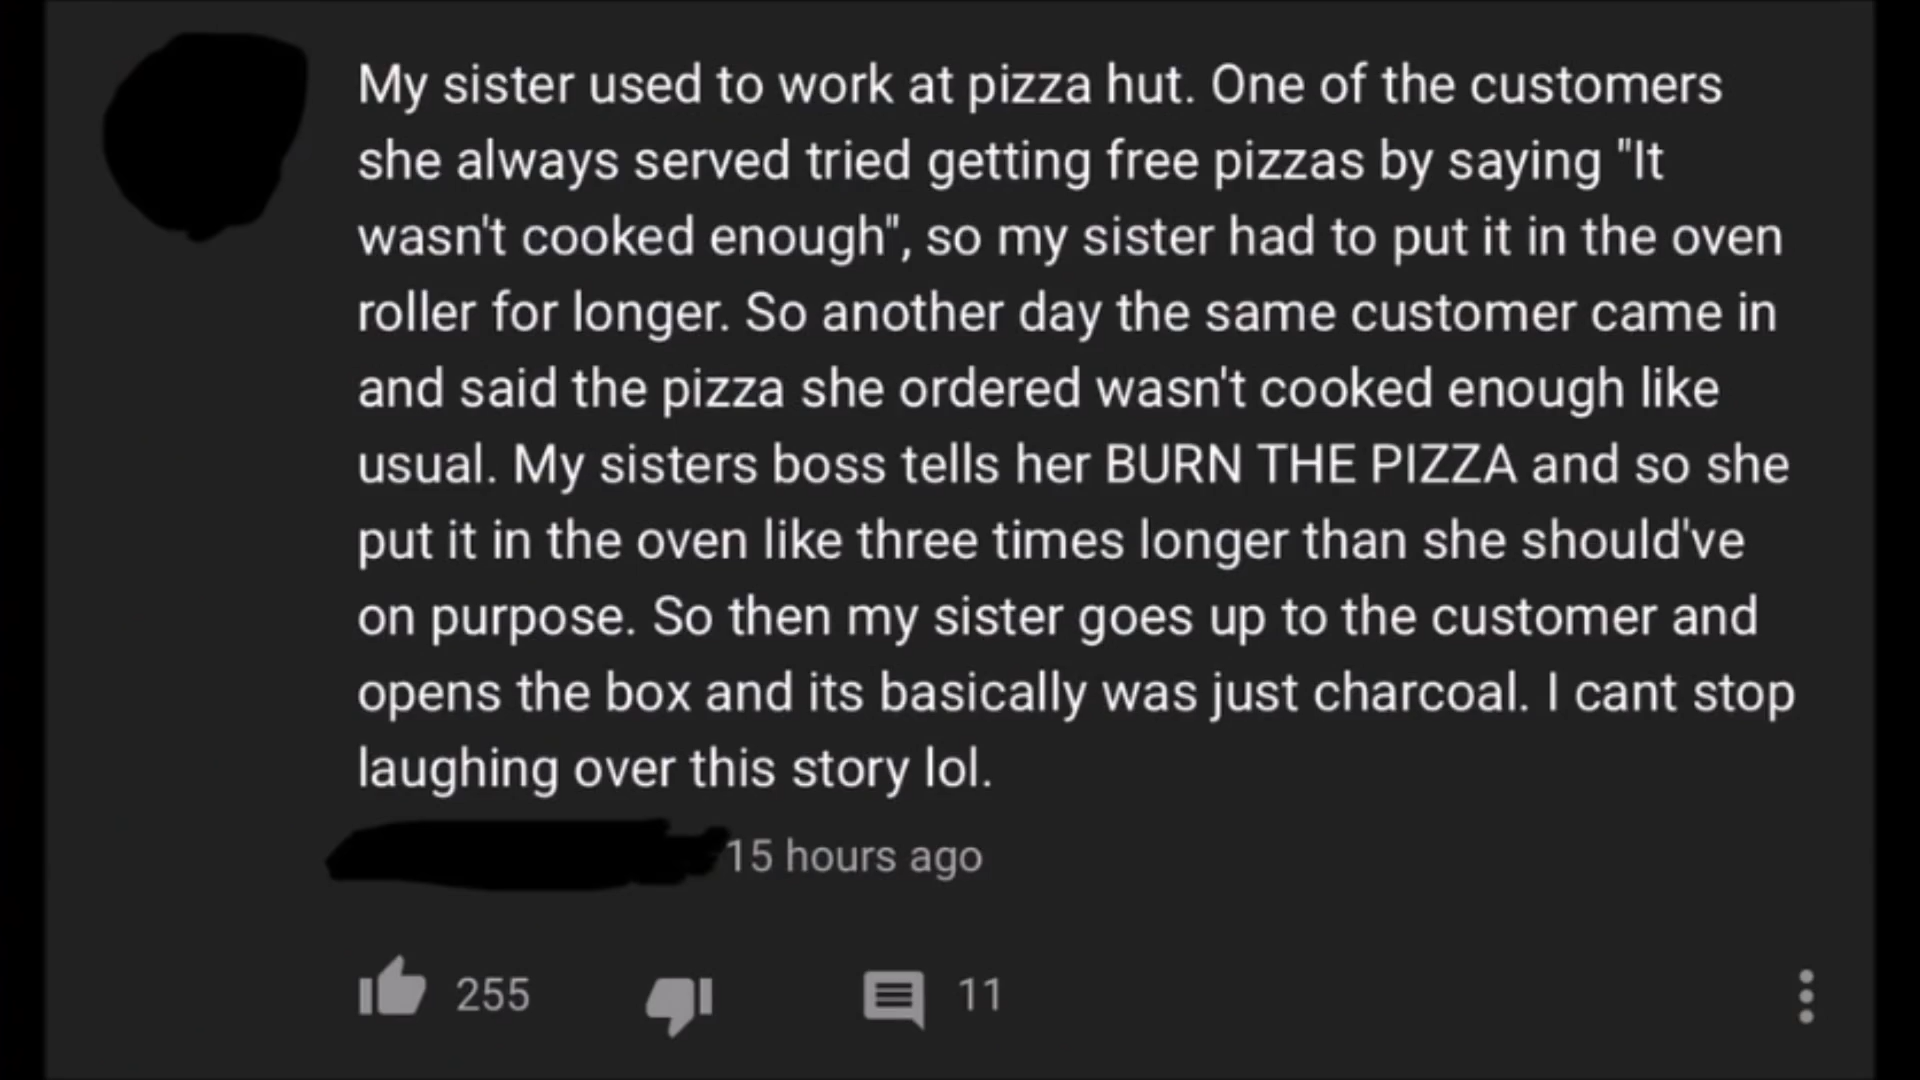 My sister used to work at pizza hut. One of the customers
she always served tried getting free pizzas by saying "It
wasn't cooked enough", so my sister had to put it in the oven
roller for longer. So another day the same customer came in
and said the pizza she ordered wasn't cooked enough like
usual. My sisters boss tells her BURN THE PIZZA and so she
put it in the oven like three times longer than she should've
on purpose. So then my sister goes up to the customer and
opens the box and its basically was just charcoal. I cant stop
laughing over this story lol.
15 hours ago
255 11